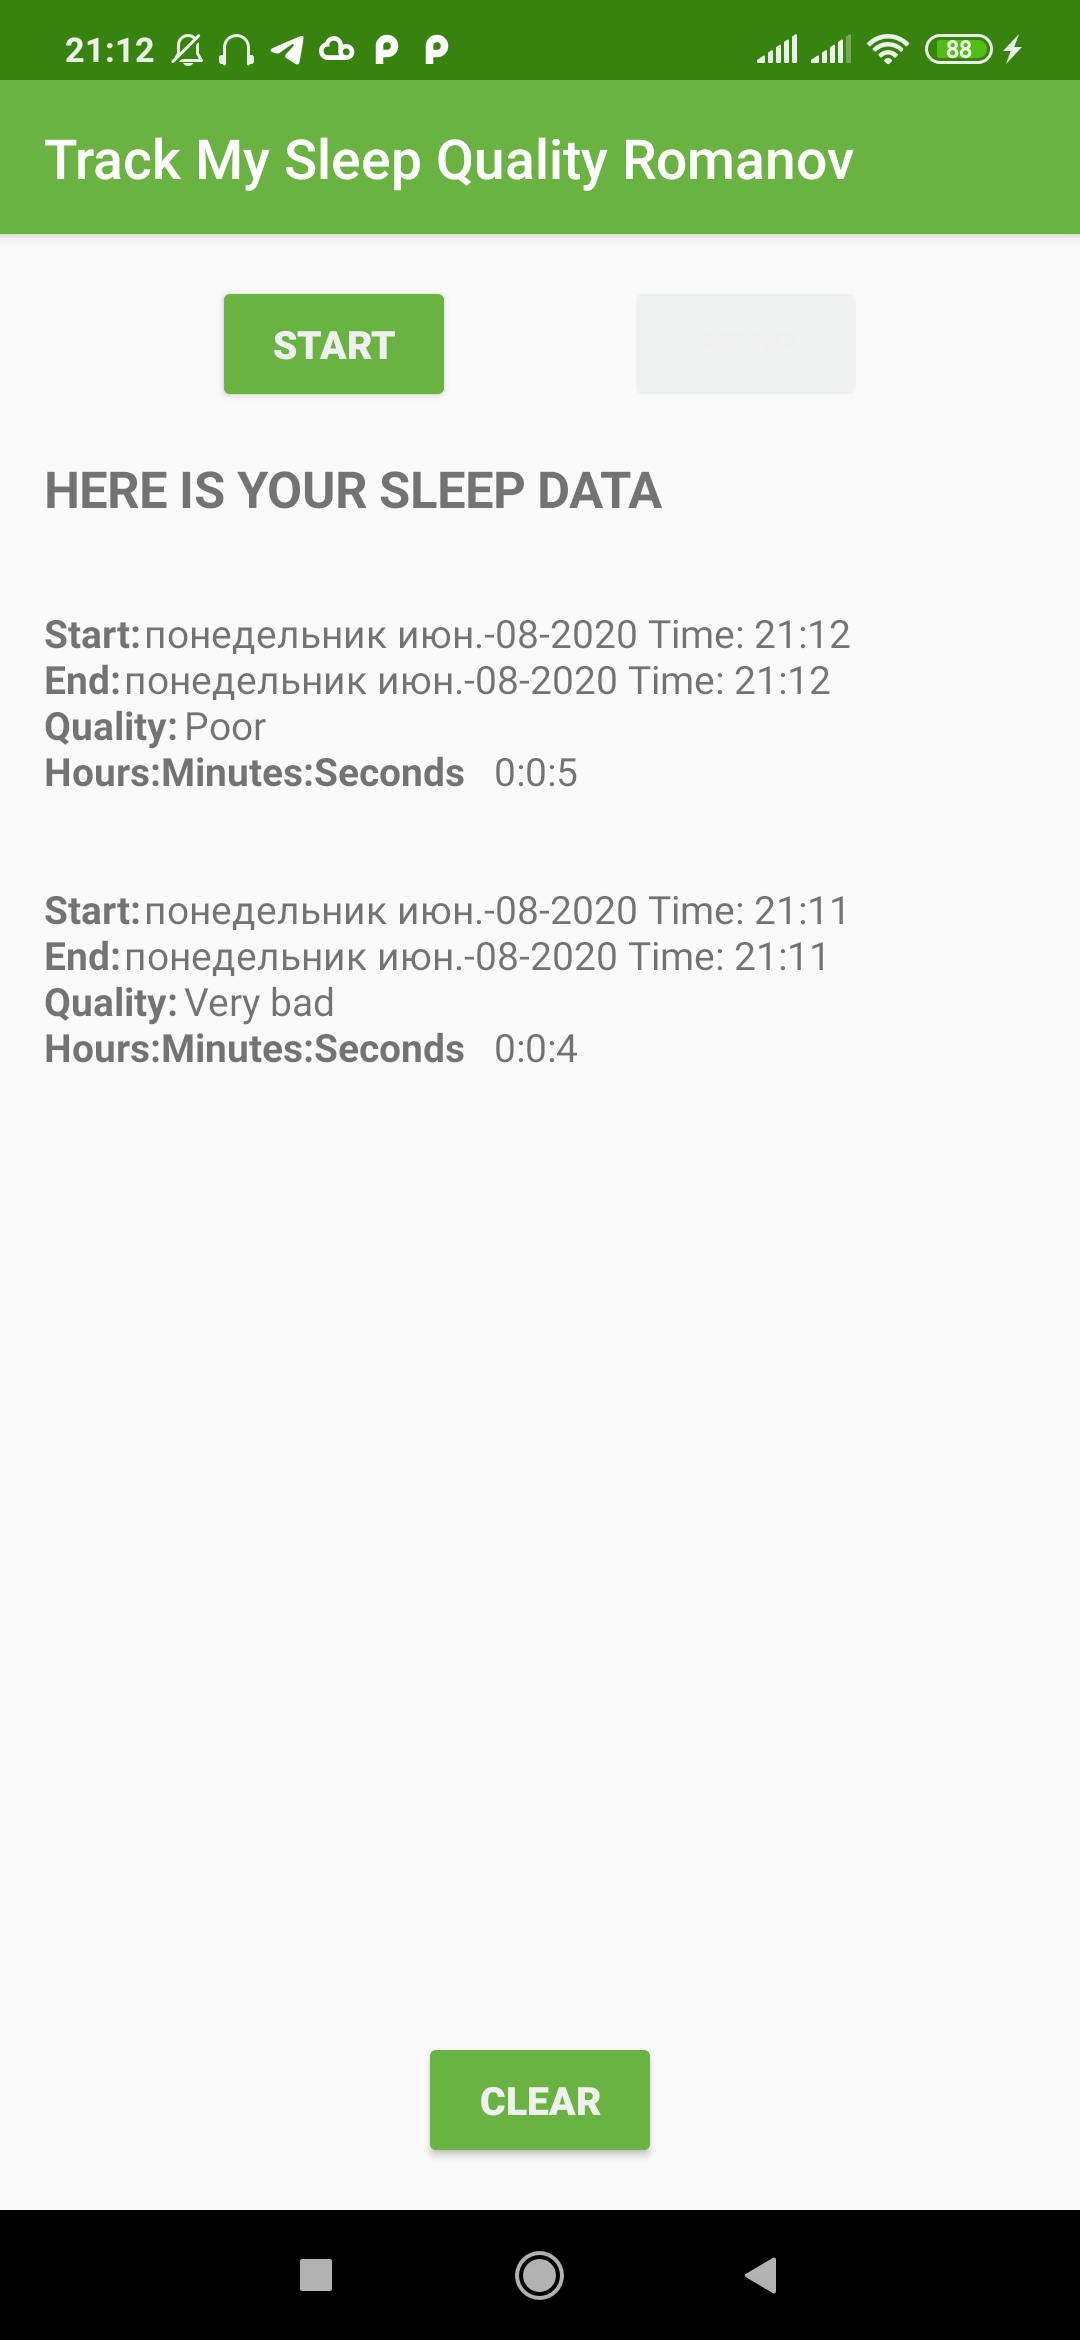 21:12
88
Track My Sleep Quality Romanov
START
HERE IS YOUR SLEEP DATA
Start: понедельник июн.-08-2020 Time: 21:12
End: понедельник июн.-08-2020 Time: 21:12
Quality: Poor
Hours:Minutes:Seconds 0:0:5
Start: понедельник июн.-08-2020 Time: 21:11
End: понедельник июн.-08-2020 Time: 21:11
Quality: Very bad
Hours:Minutes:Seconds 0:0:4
CLEAR